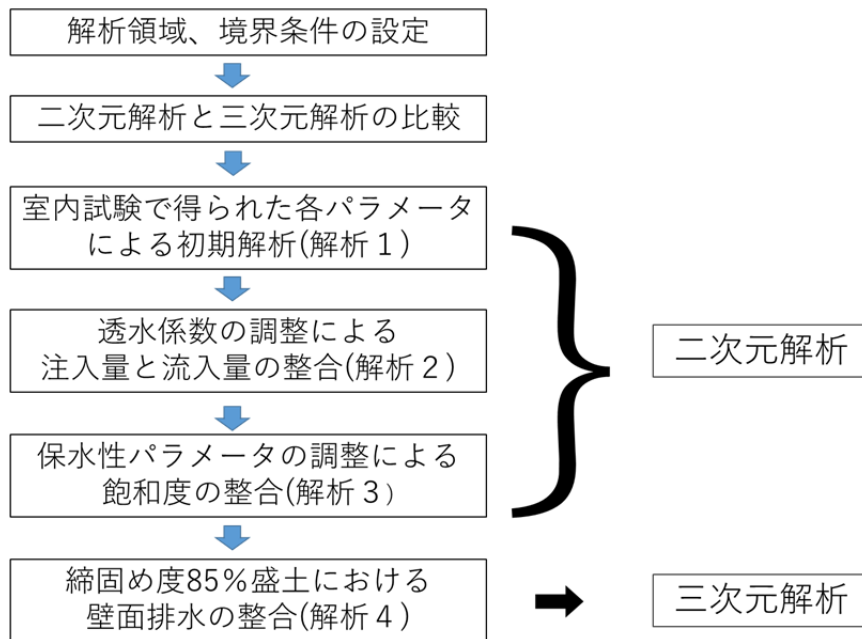 解析領域、境界条件の設定
二次元解析と三次元解析の比較
室内試験で得られた各パラメータ
による初期解析(解析１)
透水係数の調整による
注入量と流入量の整合(解析２)
保水性パラメータの調整による
飽和度の整合(解析３)
二次元解析
締固め度85％盛土における
壁面排水の整合(解析４)
三次元解析